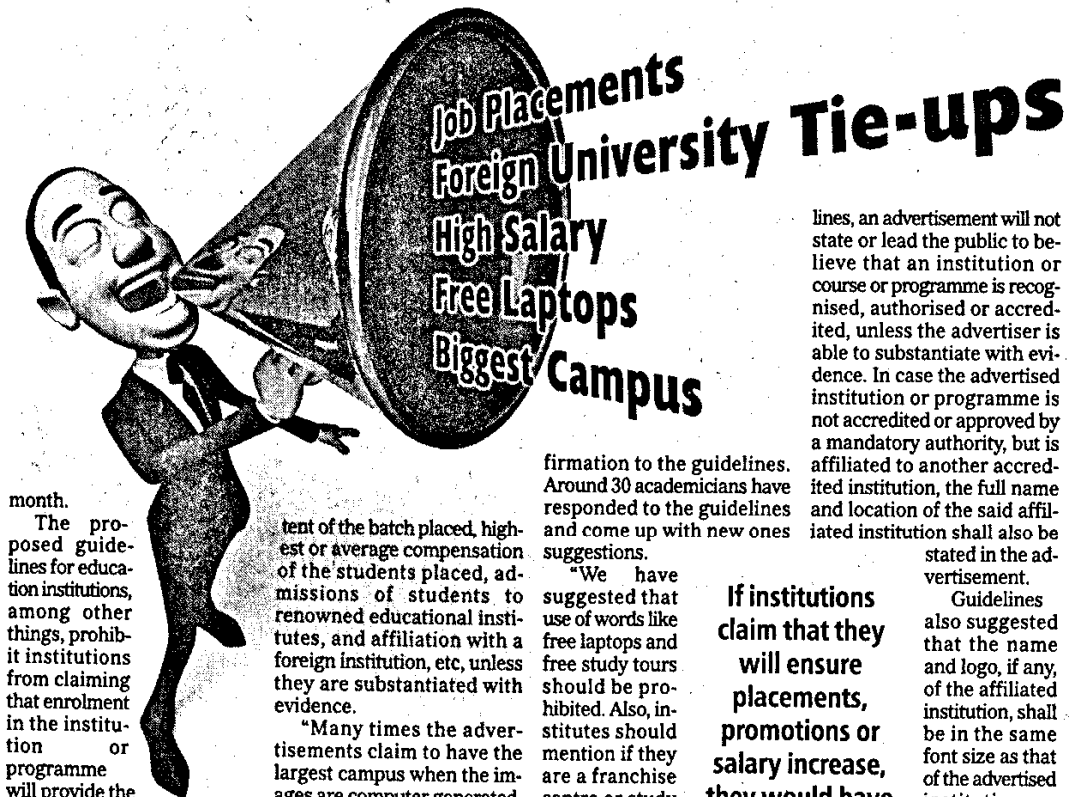 Job Placements
Foreign University Tie-ups
High Salary
Free Laptops
Biggest Campus
month.
The pro-
posed guide-
lines for educa-
tion institutions,
among other
things, prohib-
it institutions
from claiming
that enrolment
in the institu-
tion or
programme
will provide the
tent of the batch placed, high-
est or average compensation
of the students placed, ad-
missions of students to
renowned educational insti-
tutes, and affiliation with a
foreign institution, etc, unless
they are substantiated with
evidence.
"Many times the adver-
tisements claim to have the
largest campus when the im-
ages are computer generated
firmation to the guidelines.
Around 30 academicians have
responded to the guidelines
and come up with new ones
suggestions.
"We have
suggested that
use of words like
free laptops and
free study tours
should be pro-
hibited. Also, in-
stitutes should
mention if they
are a franchise
centre or study
If institutions
claim that they
will ensure
placements,
promotions or
salary increase,
they would have
lines, an advertisement will not
state or lead the public to be-
lieve that an institution or
course or programme is recog-
nised, authorised or accred-
ited, unless the advertiser is
able to substantiate with evi-
dence. In case the advertised
institution or programme is
not accredited or approved by
a mandatory authority, but is
affiliated to another accred-
ited institution, the full name
and location of the said affil-
iated institution shall also be
stated in the ad-
vertisement.
Guidelines
also suggested
that the name
and logo, if any,
of the affiliated
institution, shall
be in the same
font size as that
of the advertised